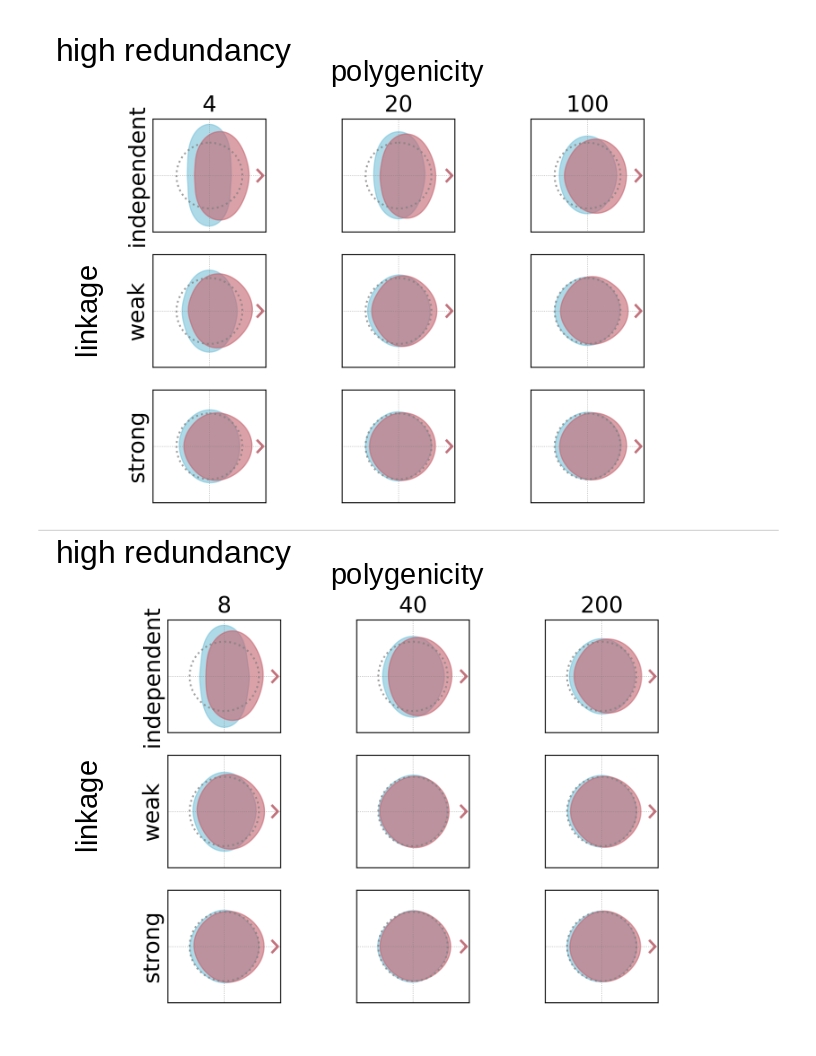 high redundancy
polygenicity
4 20 100
independent
weak
strong
linkage
high redundancy
polygenicity
8 40 200
independent
weak
strong
linkage